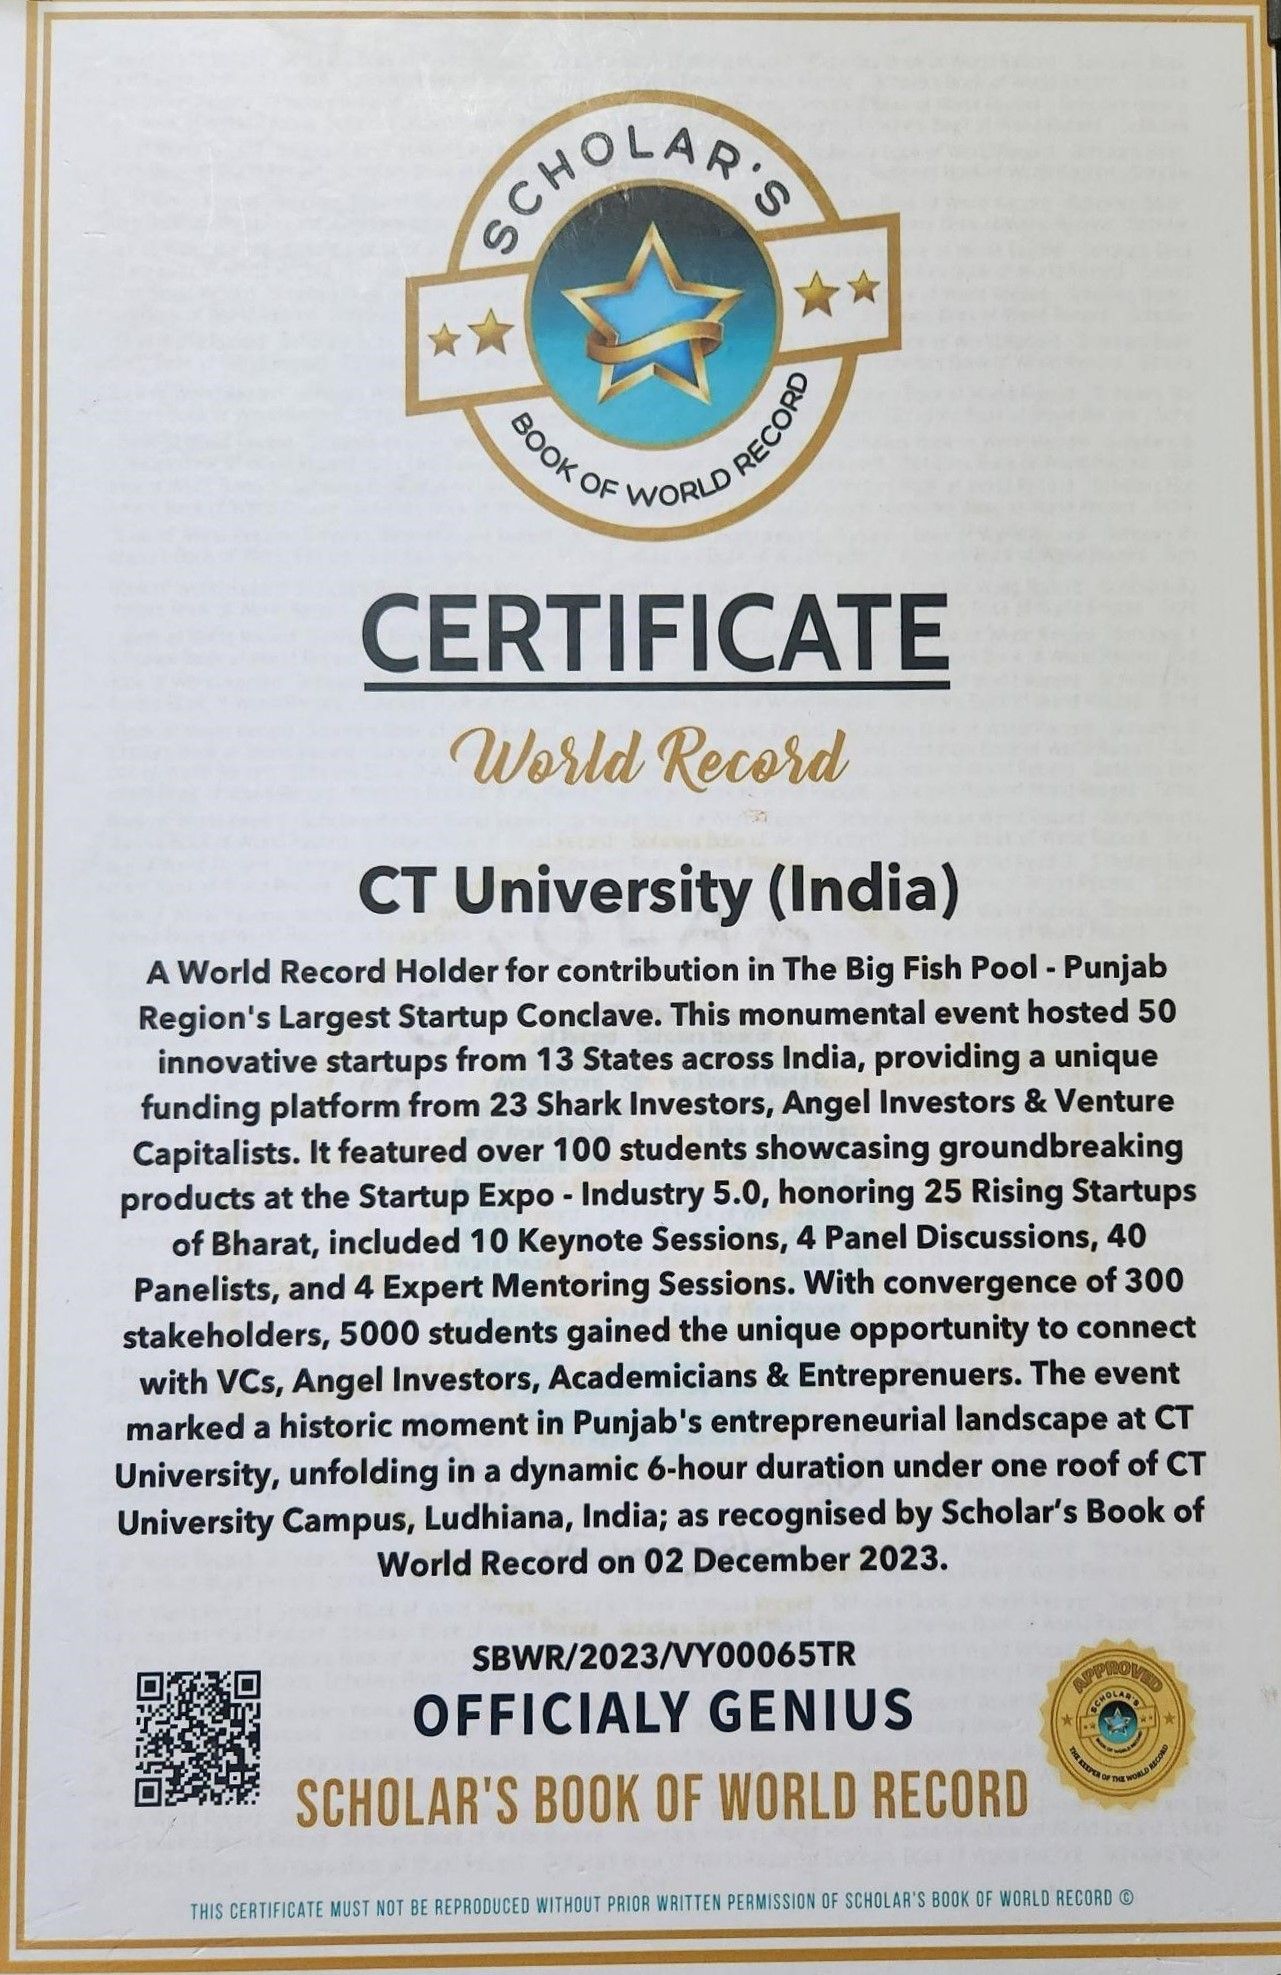 SCHOLAR'S
BOOK OF WORLD RECORD
CERTIFICATE
World Record
CT University (India)
A World Record Holder for contribution in The Big Fish Pool - Punjab
Region's Largest Startup Conclave. This monumental event hosted 50
innovative startups from 13 States across India, providing a unique
funding platform from 23 Shark Investors, Angel Investors & Venture
Capitalists. It featured over 100 students showcasing groundbreaking
products at the Startup Expo - Industry 5.0, honoring 25 Rising Startups
of Bharat, included 10 Keynote Sessions, 4 Panel Discussions, 40
Panelists, and 4 Expert Mentoring Sessions. With convergence of 300
stakeholders, 5000 students gained the unique opportunity to connect
with VCs, Angel Investors, Academicians & Entreprenuers. The event
marked a historic moment in Punjab's entrepreneurial landscape at CT
University, unfolding in a dynamic 6-hour duration under one roof of CT
University Campus, Ludhiana, India; as recognised by Scholar's Book of
World Record on 02 December 2023.
SBWR/2023/VY00065TR
OFFICIALY GENIUS
SCHOLAR'S BOOK OF WORLD RECORD
APPROVED
SCHOLAR'S
BOOK OF WORLD RECORD
THE KEEPER OF THE WORLD RECORD
THIS CERTIFICATE MUST NOT BE REPRODUCED WITHOUT PRIOR WRITTEN PERMISSION OF SCHOLAR'S BOOK OF WORLD RECORD ©